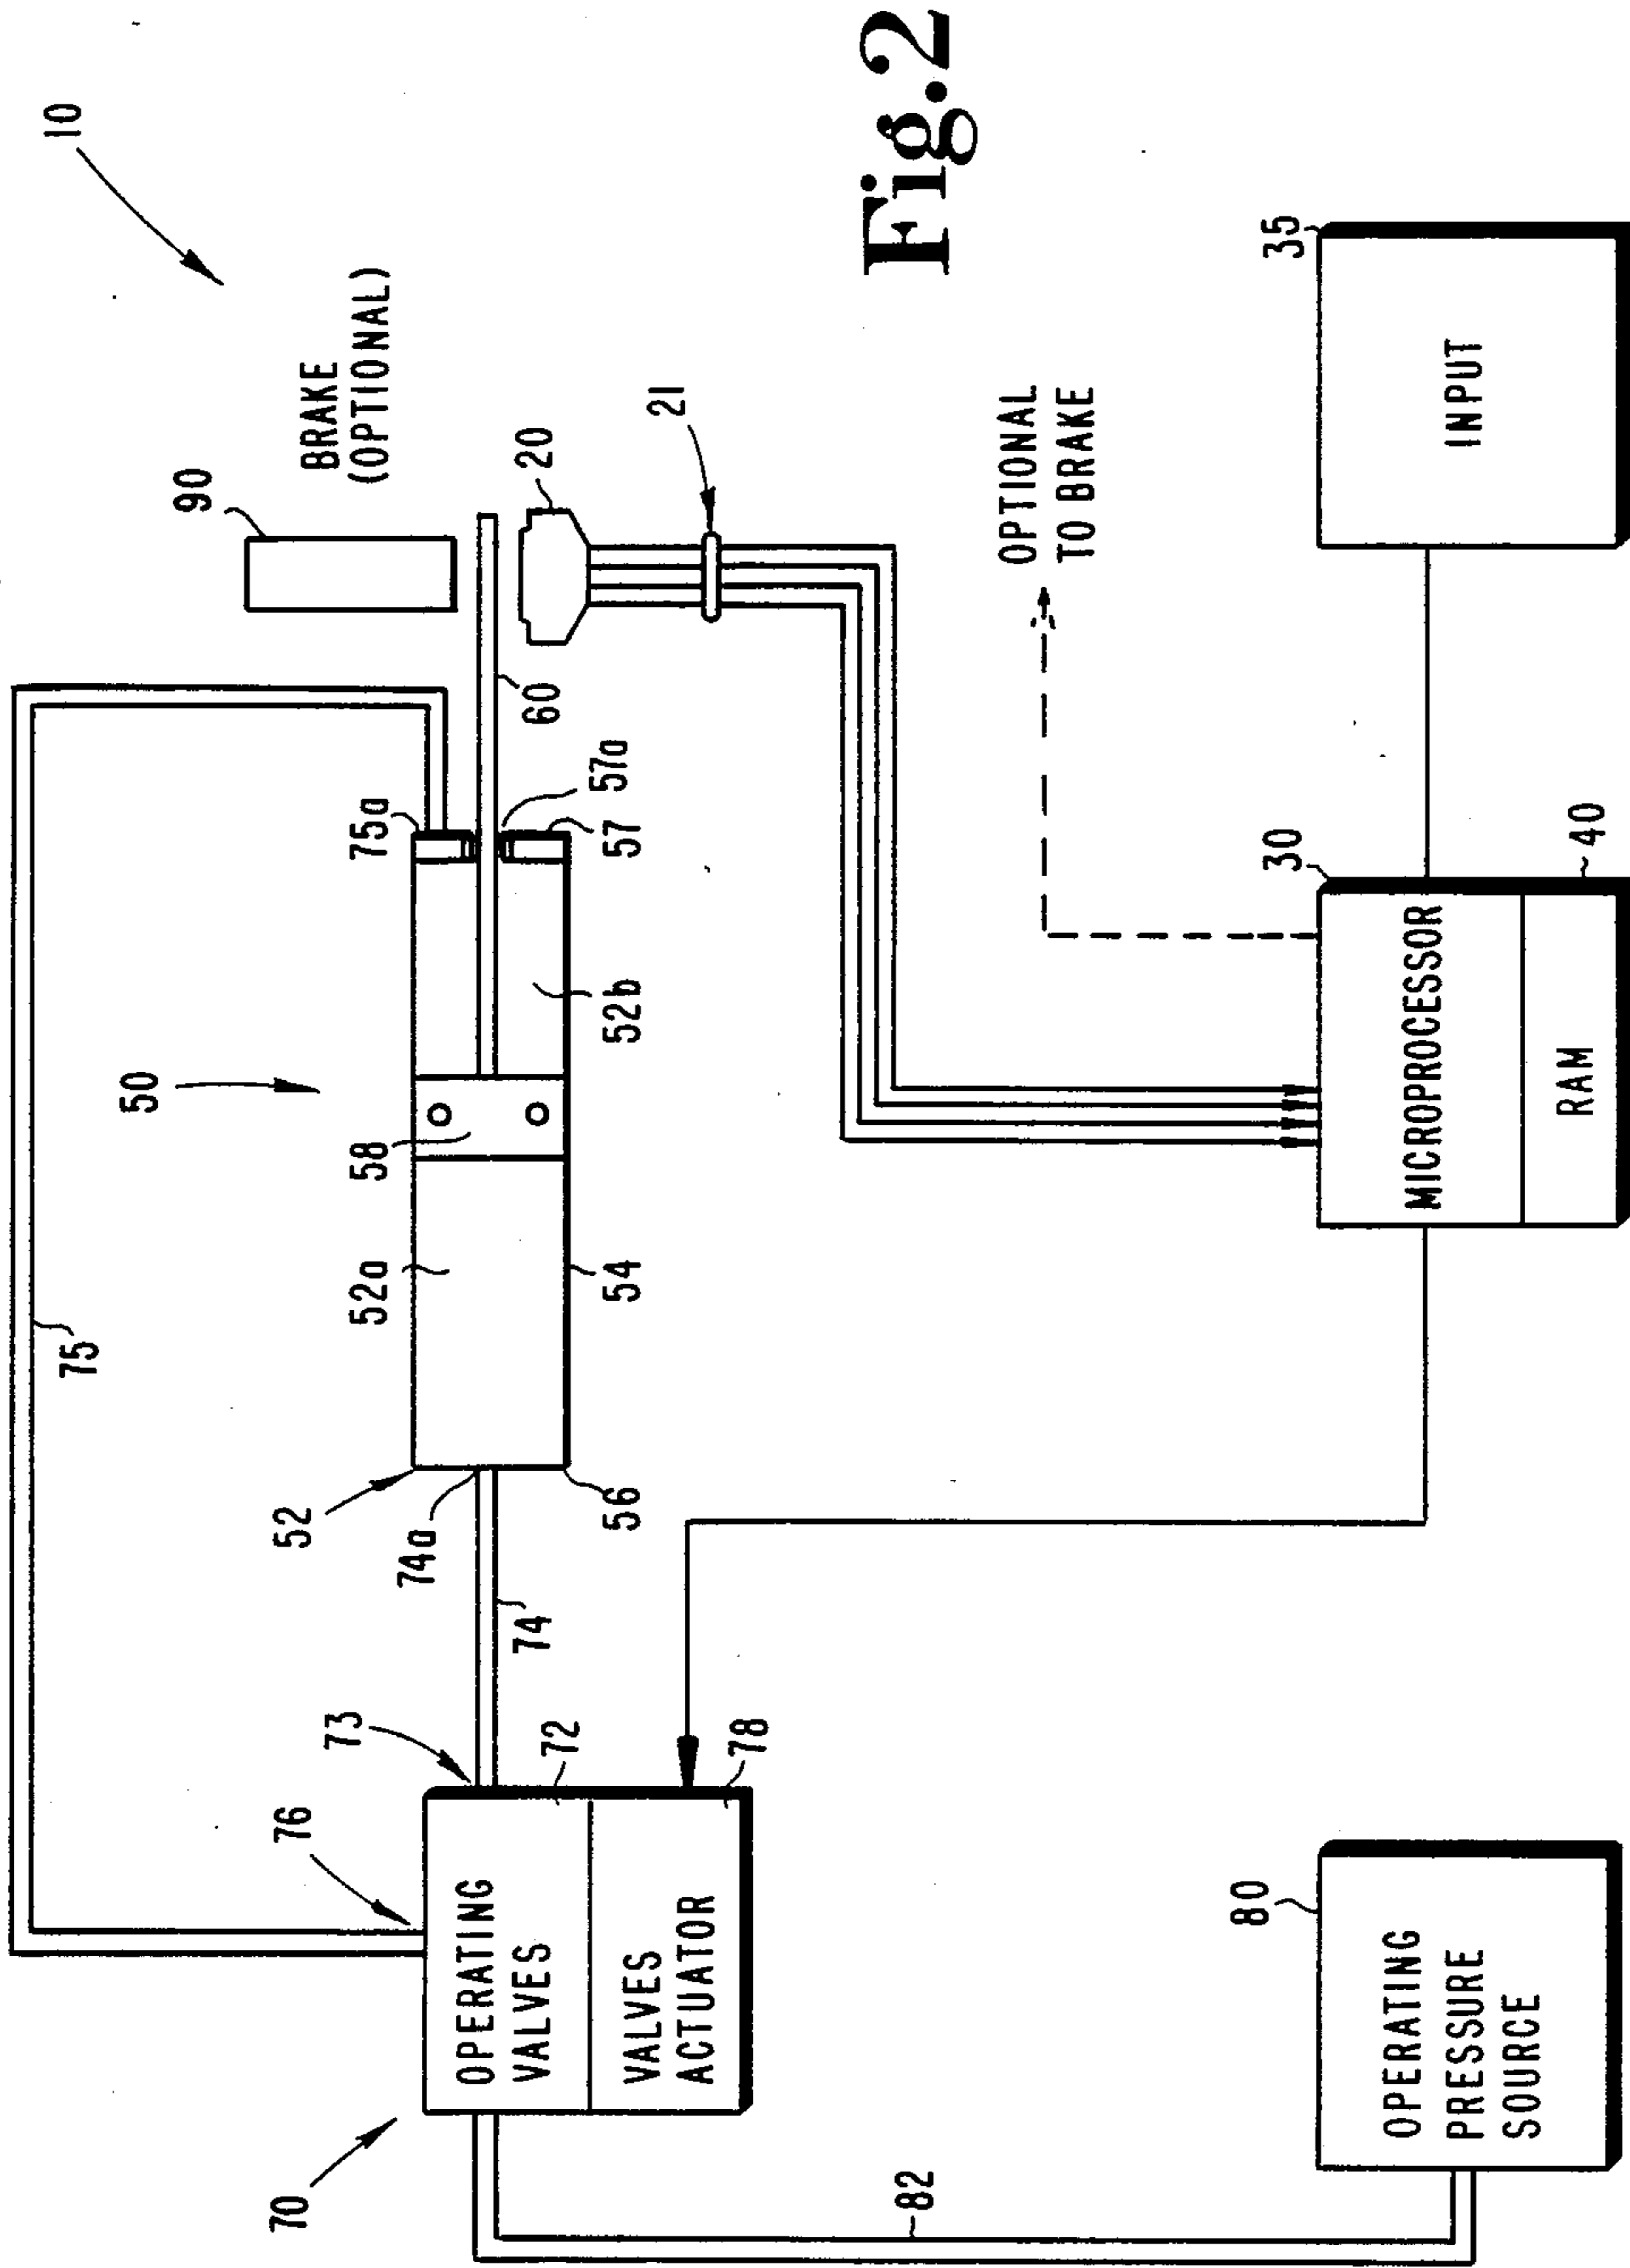 10
75
76
73
70
52
74a
74
50
52a
58
54
56
52b
75a
57a
57
60
90
BRAKE
(OPTIONAL)
20
21
OPERATING
VALVES
72
VALVES
ACTUATOR
78
82
OPERATING
PRESSURE
SOURCE
80
OPTIONAL
TO BRAKE
MICROPROCESSOR
30
RAM
40
INPUT
35
Fig.2